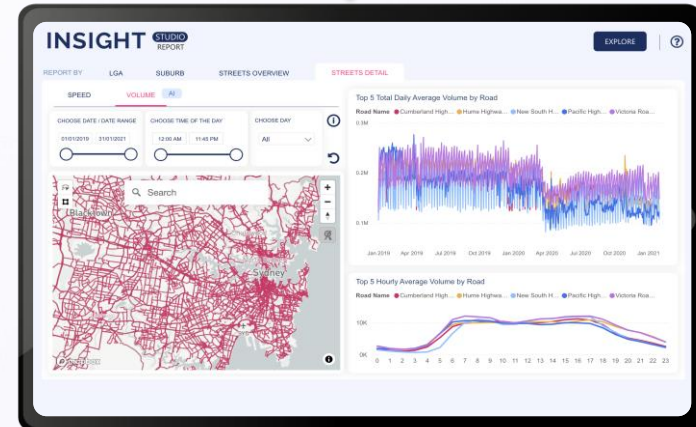 INSIGHT STUDIO
REPORT
EXPLORE
?
REPORT BY LGA SUBURB STREETS OVERVIEW STREETS DETAIL
SPEED VOLUME AI
CHOOSE DATE / DATE RANGE
01/01/2019 31/01/2021
CHOOSE TIME OF THE DAY
12:00 AM 11:45 PM
CHOOSE DAY
All
Search
Blacktown
Sydney
mapbox
Top 5 Total Daily Average Volume by Road
Road Name Cumberland High... Hume Highwa... New South H... Pacific High... Victoria Roa...
0.3M
0.2M
0.1M
Jan 2019 Apr 2019 Jul 2019 Oct 2019 Jan 2020 Apr 2020 Jul 2020 Oct 2020 Jan 2021
Top 5 Hourly Average Volume by Road
Road Name Cumberland High... Hume Highwa... New South H... Pacific High... Victoria Roa...
10K
0K
0 1 2 3 4 5 6 7 8 9 10 11 12 13 14 15 16 17 18 19 20 21 22 23